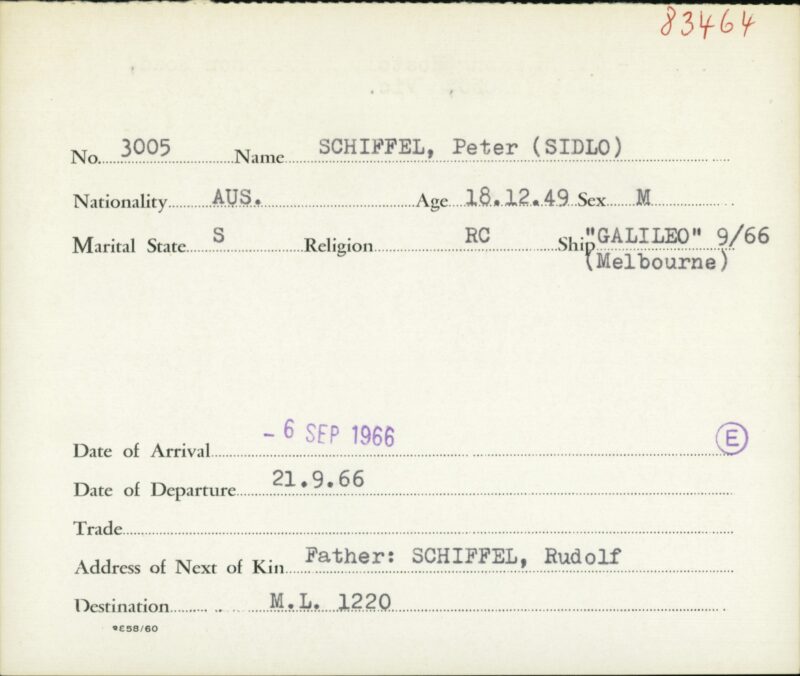 83464
No. 3005 Name SCHIFFEL, Peter (SIDLO)
Nationality AUS. Age 18.12.49 Sex M
Marital State S Religion RC Ship "GALILEO" 9/66
(Melbourne)
Date of Arrival - 6 SEP 1966 E
Date of Departure 21.9.66
Trade
Address of Next of Kin Father: SCHIFFEL, Rudolf
Destination M.L. 1220
RE58/60